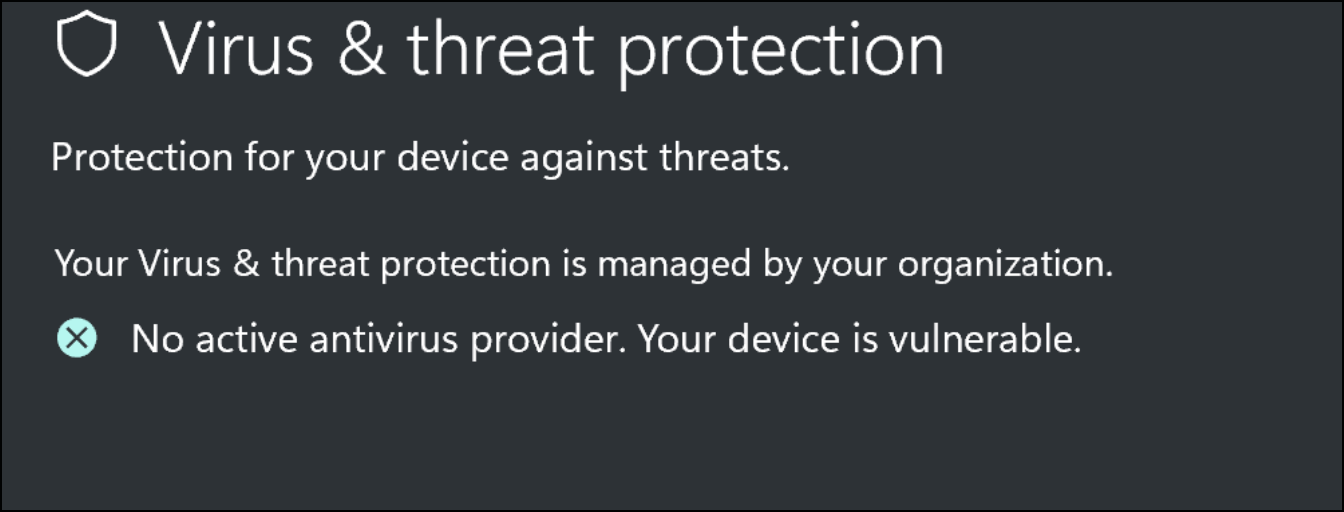 Virus & threat protection
Protection for your device against threats.
Your Virus & threat protection is managed by your organization.
No active antivirus provider. Your device is vulnerable.